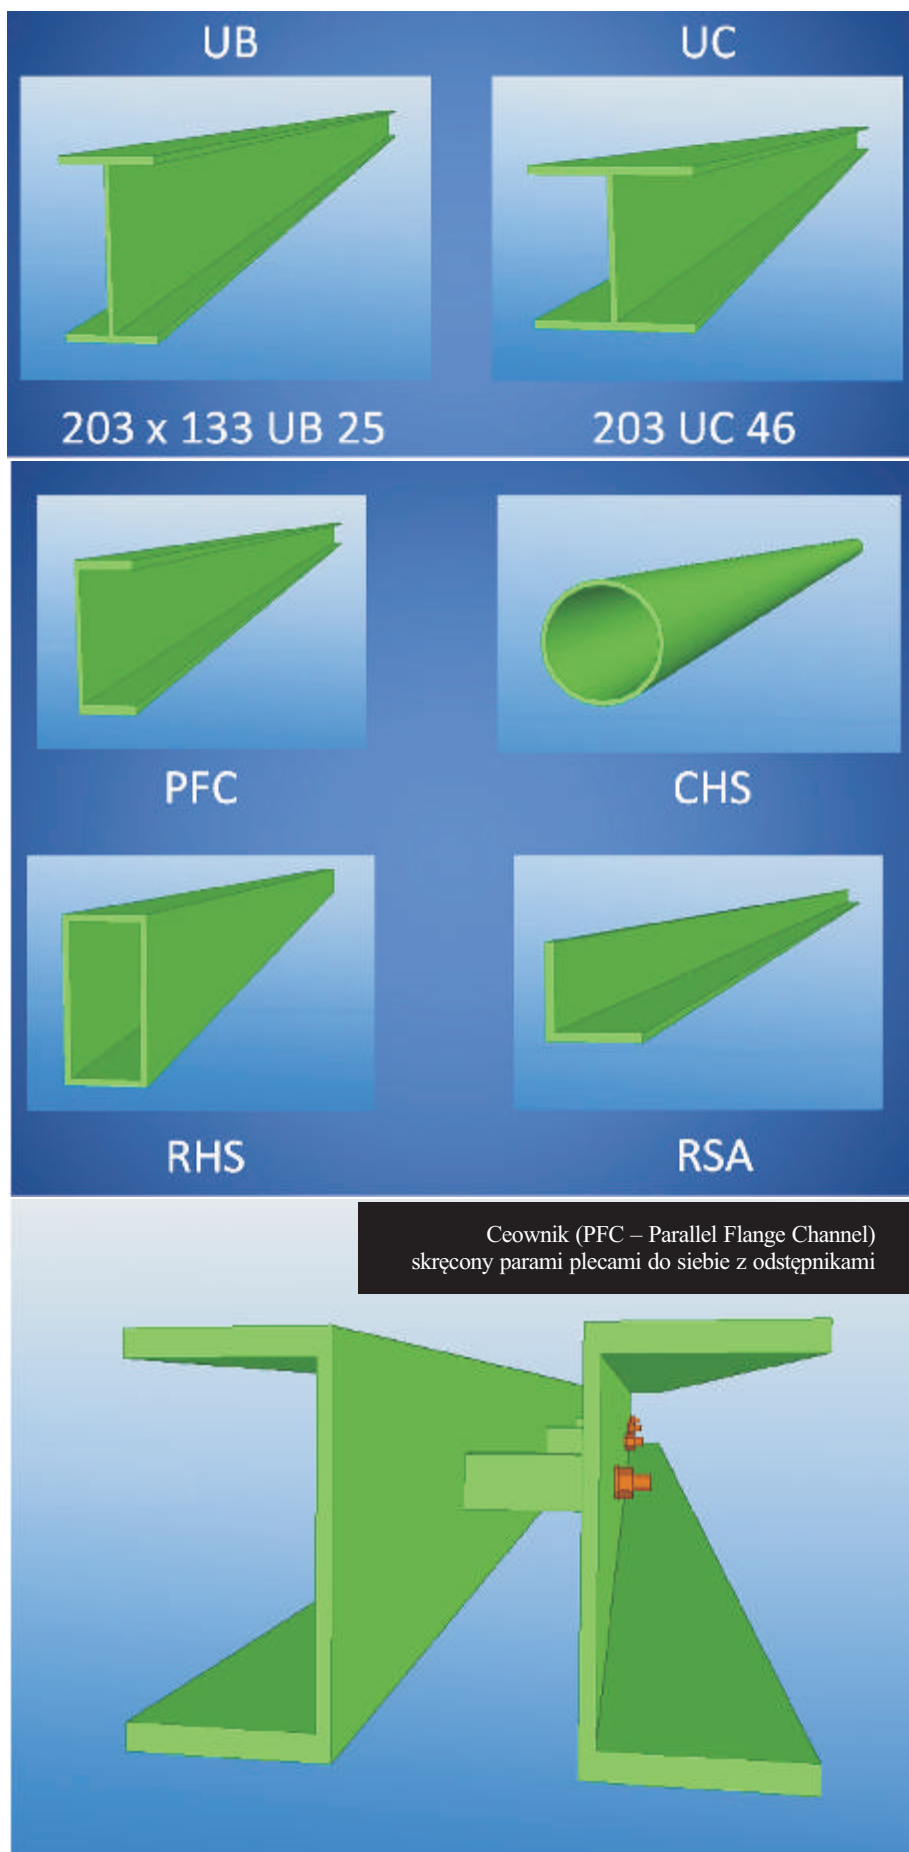 UB
UC
203 x 133 UB 25
203 UC 46
PFC
CHS
RHS
RSA
Ceownik (PFC – Parallel Flange Channel)
skręcony parami plecami do siebie z odstępnikami